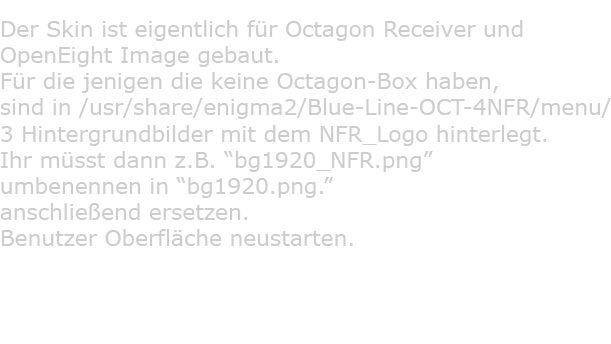 Der Skin ist eigentlich für Octagon Receiver und
OpenEight Image gebaut.
Für die jenigen die keine Octagon-Box haben,
sind in /usr/share/enigma2/Blue-Line-OCT-4NFR/menu/
3 Hintergrundbilder mit dem NFR_Logo hinterlegt.
Ihr müsst dann z.B. “bg1920_NFR.png”
umbenennen in “bg1920.png.”
anschließend ersetzen.
Benutzer Oberfläche neustarten.